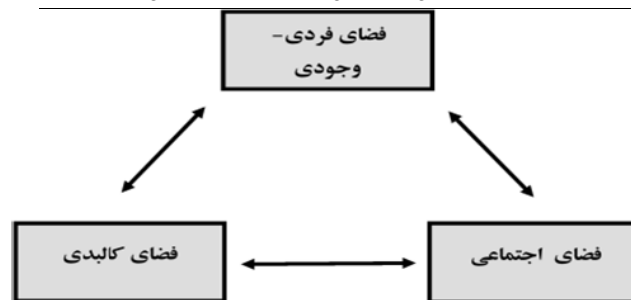 فضای فردی-
وجودی
فضای اجتماعی
فضای کالبدی